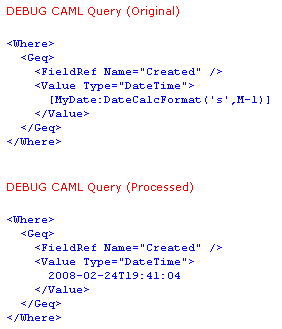 DEBUG CAML Query (Original)
<Where>
  <Geq>
    <FieldRef Name="Created" />
    <Value Type="DateTime">
      [MyDate:DateCalcFormat('s',M-1)]
    </Value>
  </Geq>
</Where>
DEBUG CAML Query (Processed)
<Where>
  <Geq>
    <FieldRef Name="Created" />
    <Value Type="DateTime">
      2008-02-24T19:41:04
    </Value>
  </Geq>
</Where>